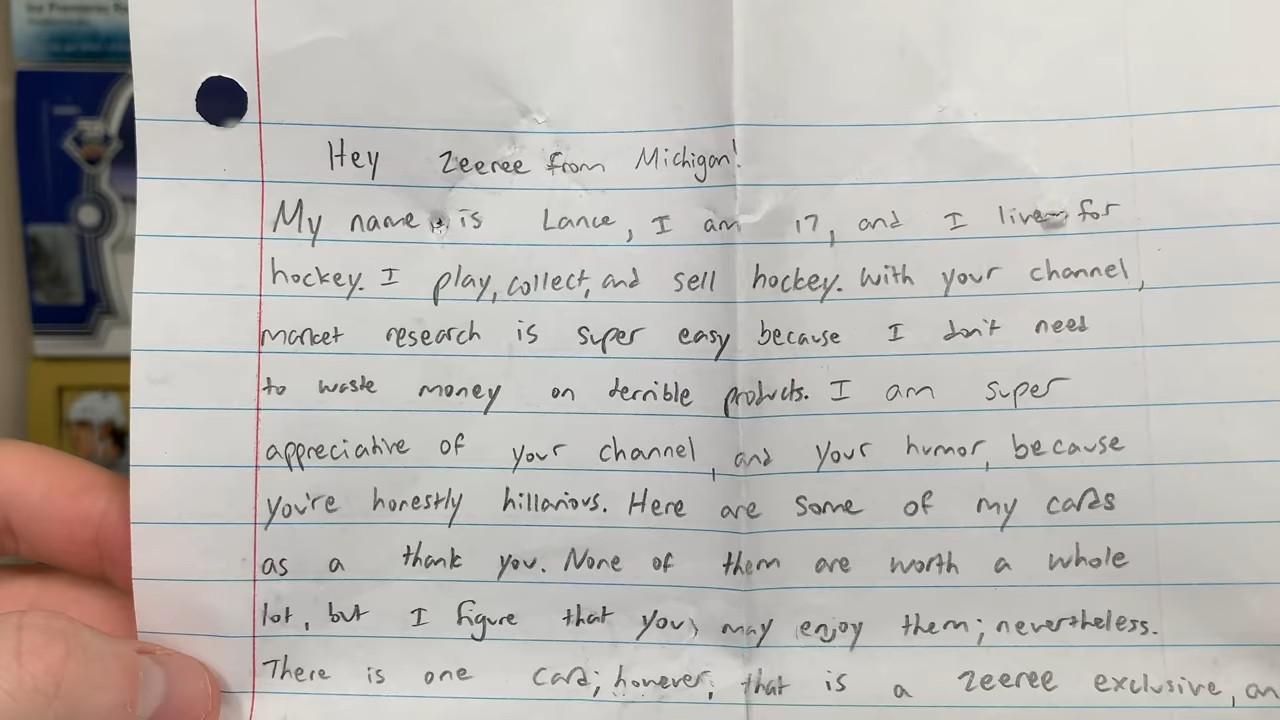 Hey Zeeree from Michigan!
My name is Lance, I am 17, and I live for
hockey. I play, collect, and sell hockey. With your channel,
market research is super easy because I don't need
to waste money on terrible products. I am super
appreciative of your channel, and your humor, because
you're honestly hillarious. Here are some of my cards
as a thank you. None of them are worth a whole
lot, but I figure that you may enjoy them; nevertheless.
There is one card; however, that is a Zeeree exclusive, an